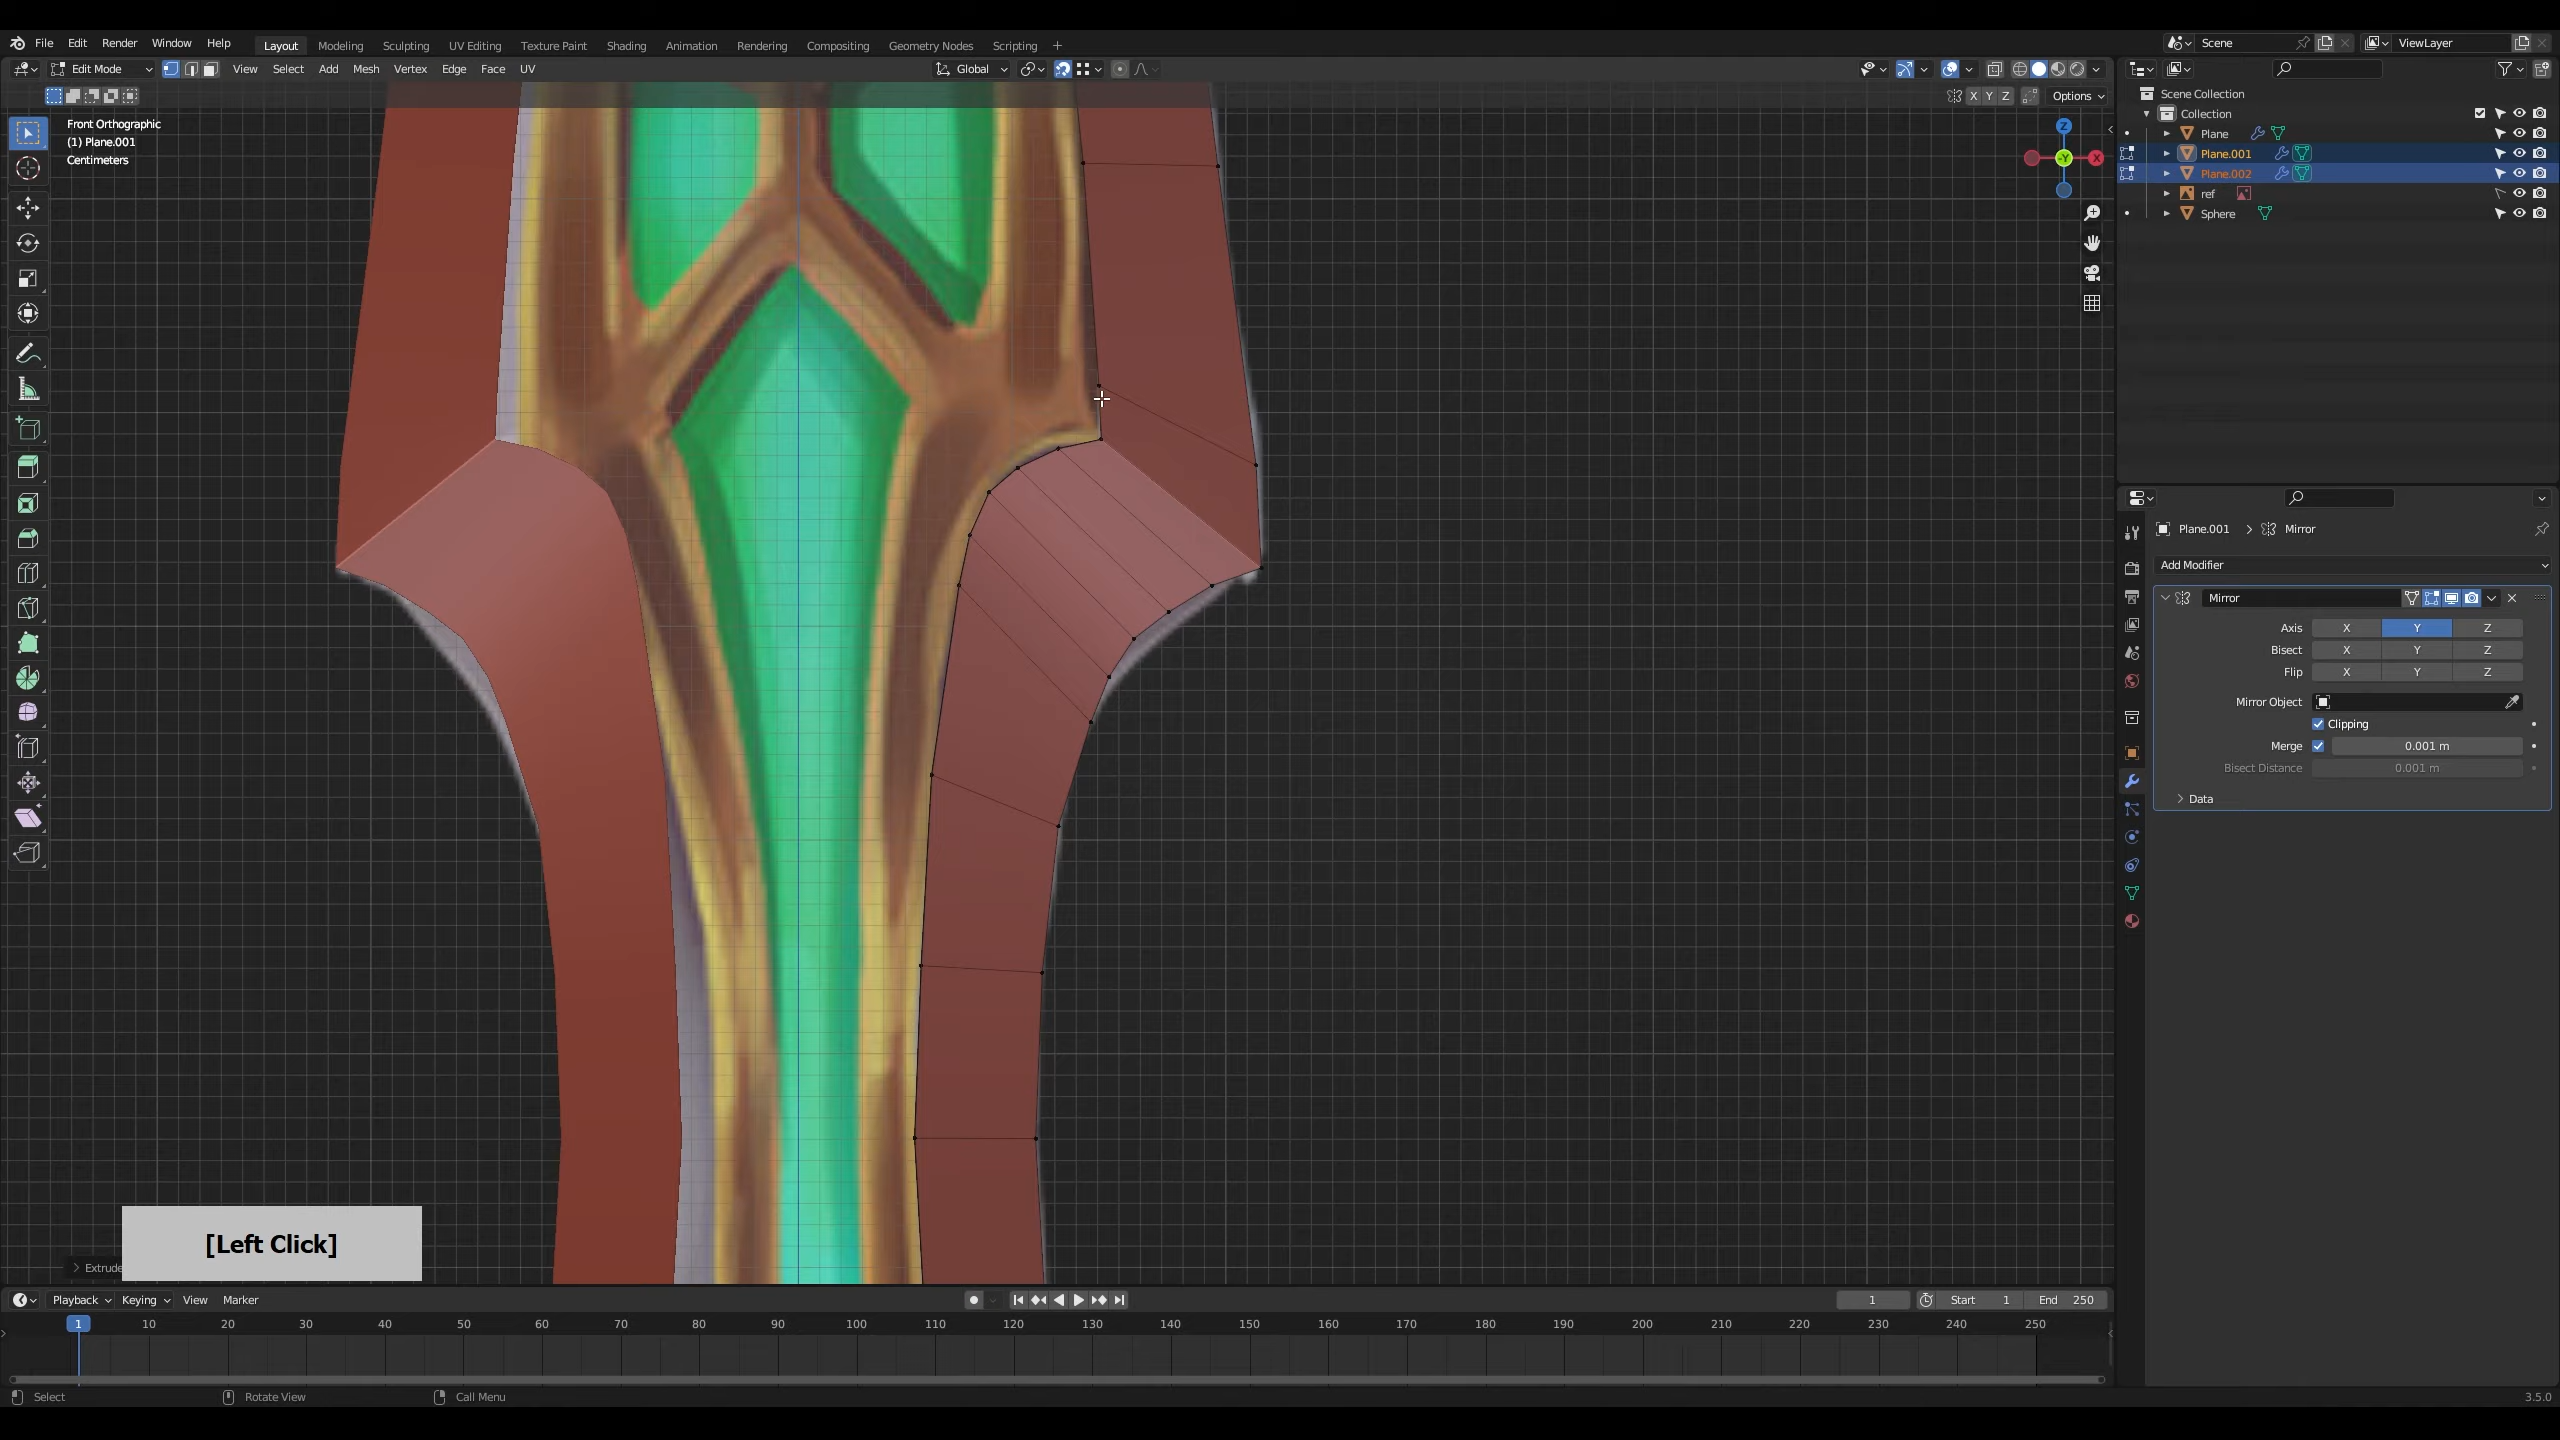 File Edit Render Window Help Layout Modeling Sculpting UV Editing Texture Paint Shading Animation Rendering Compositing Geometry Nodes Scripting + Scene ViewLayer
Edit Mode View Select Add Mesh Vertex Edge Face UV Global
X Y Z Options
Front Orthographic
(1) Plane.001
Centimeters
Z
-Y
X
Scene Collection
Collection
Plane
Plane.001
Plane.002
ref
Sphere
Plane.001 > Mirror
Add Modifier
Mirror
Axis X Y Z
Bisect X Y Z
Flip X Y Z
Mirror Object
Clipping
Merge 0.001 m
Bisect Distance 0.001 m
Data
[Left Click]
Extrude
Playback Keying View Marker 1 Start 1 End 250
1 10 20 30 40 50 60 70 80 90 100 110 120 130 140 150 160 170 180 190 200 210 220 230 240 250
Select Rotate View Call Menu 3.5.0